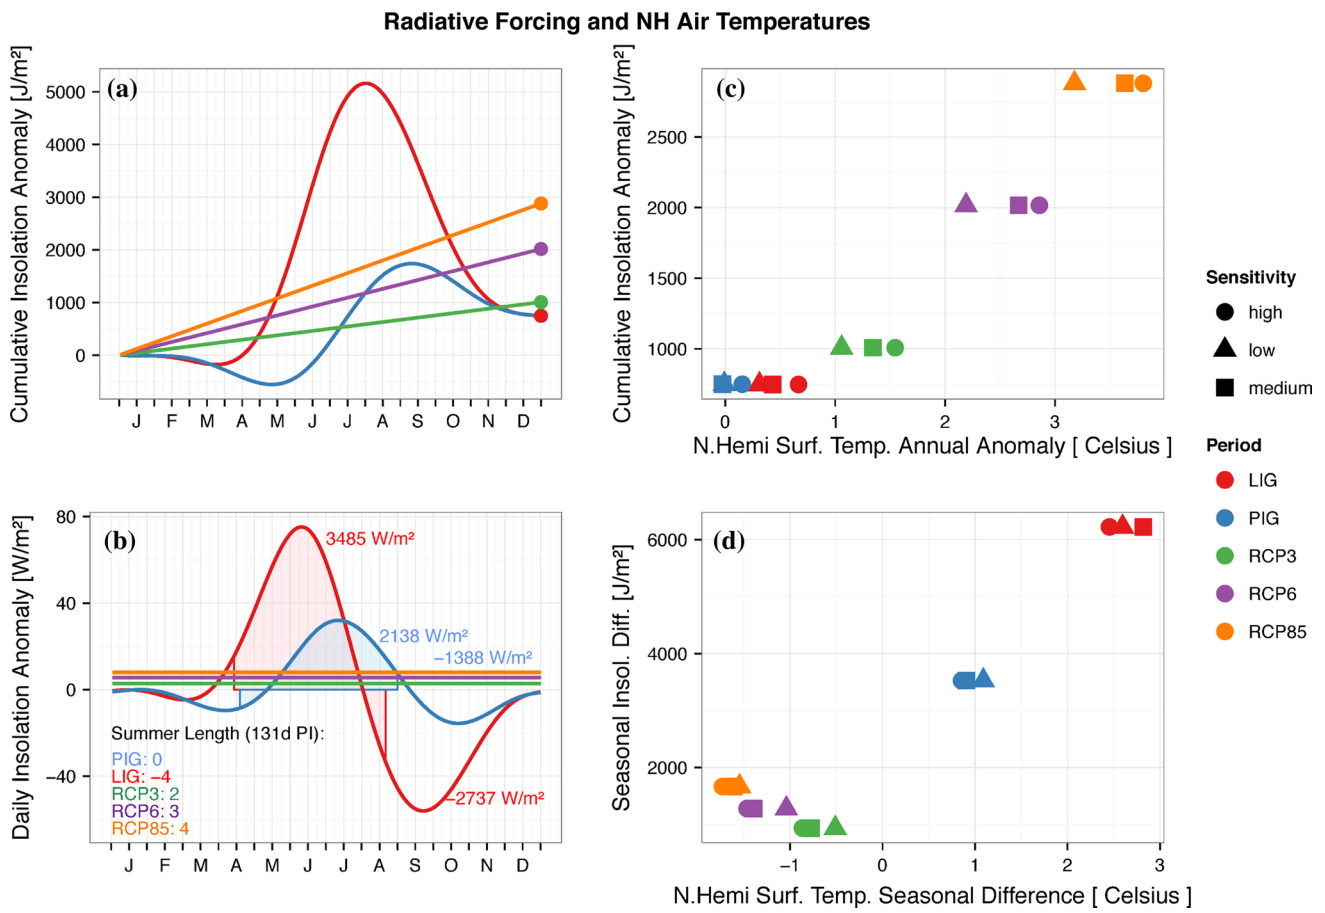 Radiative Forcing and NH Air Temperatures
(a)
Cumulative Insolation Anomaly [J/m²]
5000
4000
3000
2000
1000
0
J F M A M J J A S O N D
(c)
Cumulative Insolation Anomaly [J/m²]
2500
2000
1500
1000
0 1 2 3
N.Hemi Surf. Temp. Annual Anomaly [ Celsius ]
(b)
Daily Insolation Anomaly [W/m²]
80
40
0
−40
3485 W/m²
2138 W/m²
−1388 W/m²
−2737 W/m²
Summer Length (131d PI):
PIG: 0
LIG: −4
RCP3: 2
RCP6: 3
RCP85: 4
J F M A M J J A S O N D
(d)
Seasonal Insol. Diff. [J/m²]
6000
4000
2000
−1 0 1 2 3
N.Hemi Surf. Temp. Seasonal Difference [ Celsius ]
Sensitivity
high
low
medium
Period
LIG
PIG
RCP3
RCP6
RCP85